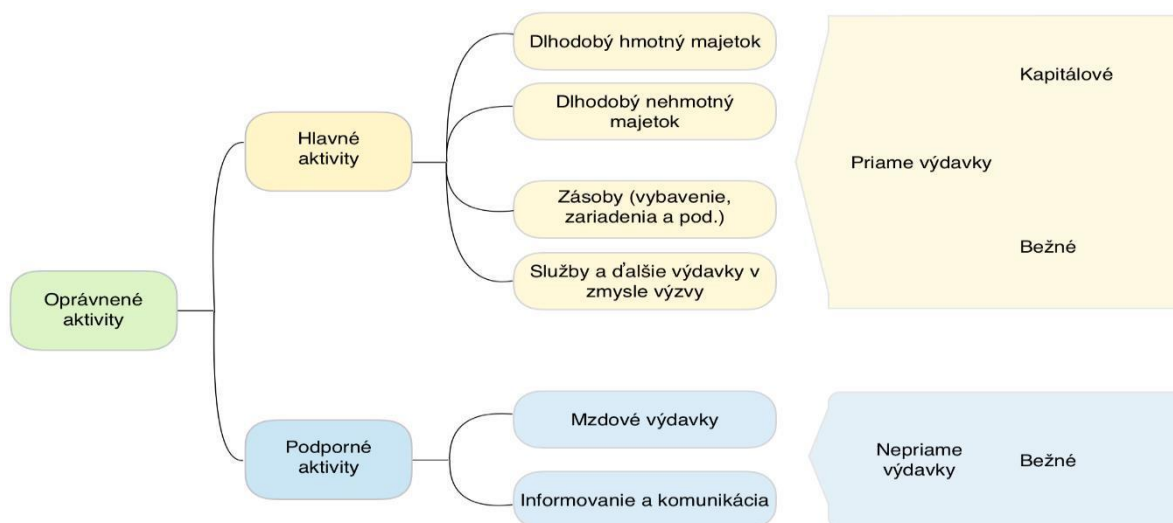 Oprávnené
aktivity
Hlavné
aktivity
Dlhodobý hmotný majetok
Dlhodobý nehmotný
majetok
Zásoby (vybavenie,
zariadenia a pod.)
Služby a ďalšie výdavky v
zmysle výzvy
Priame výdavky
Kapitálové
Bežné
Podporné
aktivity
Mzdové výdavky
Informovanie a komunikácia
Nepriame
výdavky
Bežné